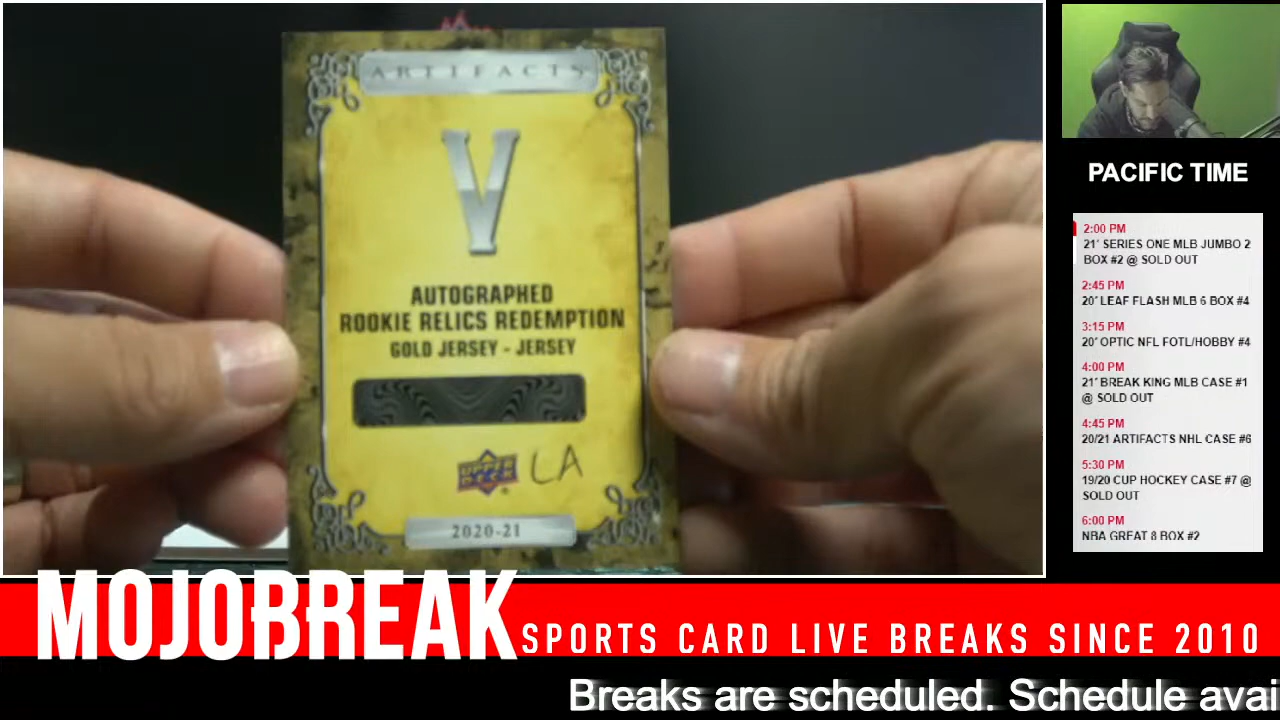 ARTIFACTS
V
AUTOGRAPHED
ROOKIE RELICS REDEMPTION
GOLD JERSEY - JERSEY
UPPER DECK
LA
2020-21
PACIFIC TIME
2:00 PM
21' SERIES ONE MLB JUMBO 2
BOX #2 @ SOLD OUT
2:45 PM
20' LEAF FLASH MLB 6 BOX #4
3:15 PM
20' OPTIC NFL FOTL/HOBBY #4
4:00 PM
21' BREAK KING MLB CASE #1
@ SOLD OUT
4:45 PM
20/21 ARTIFACTS NHL CASE #6
5:30 PM
19/20 CUP HOCKEY CASE #7 @
SOLD OUT
6:00 PM
NBA GREAT 8 BOX #2
MOJOBREAK
SPORTS CARD LIVE BREAKS SINCE 2010
Breaks are scheduled. Schedule avai